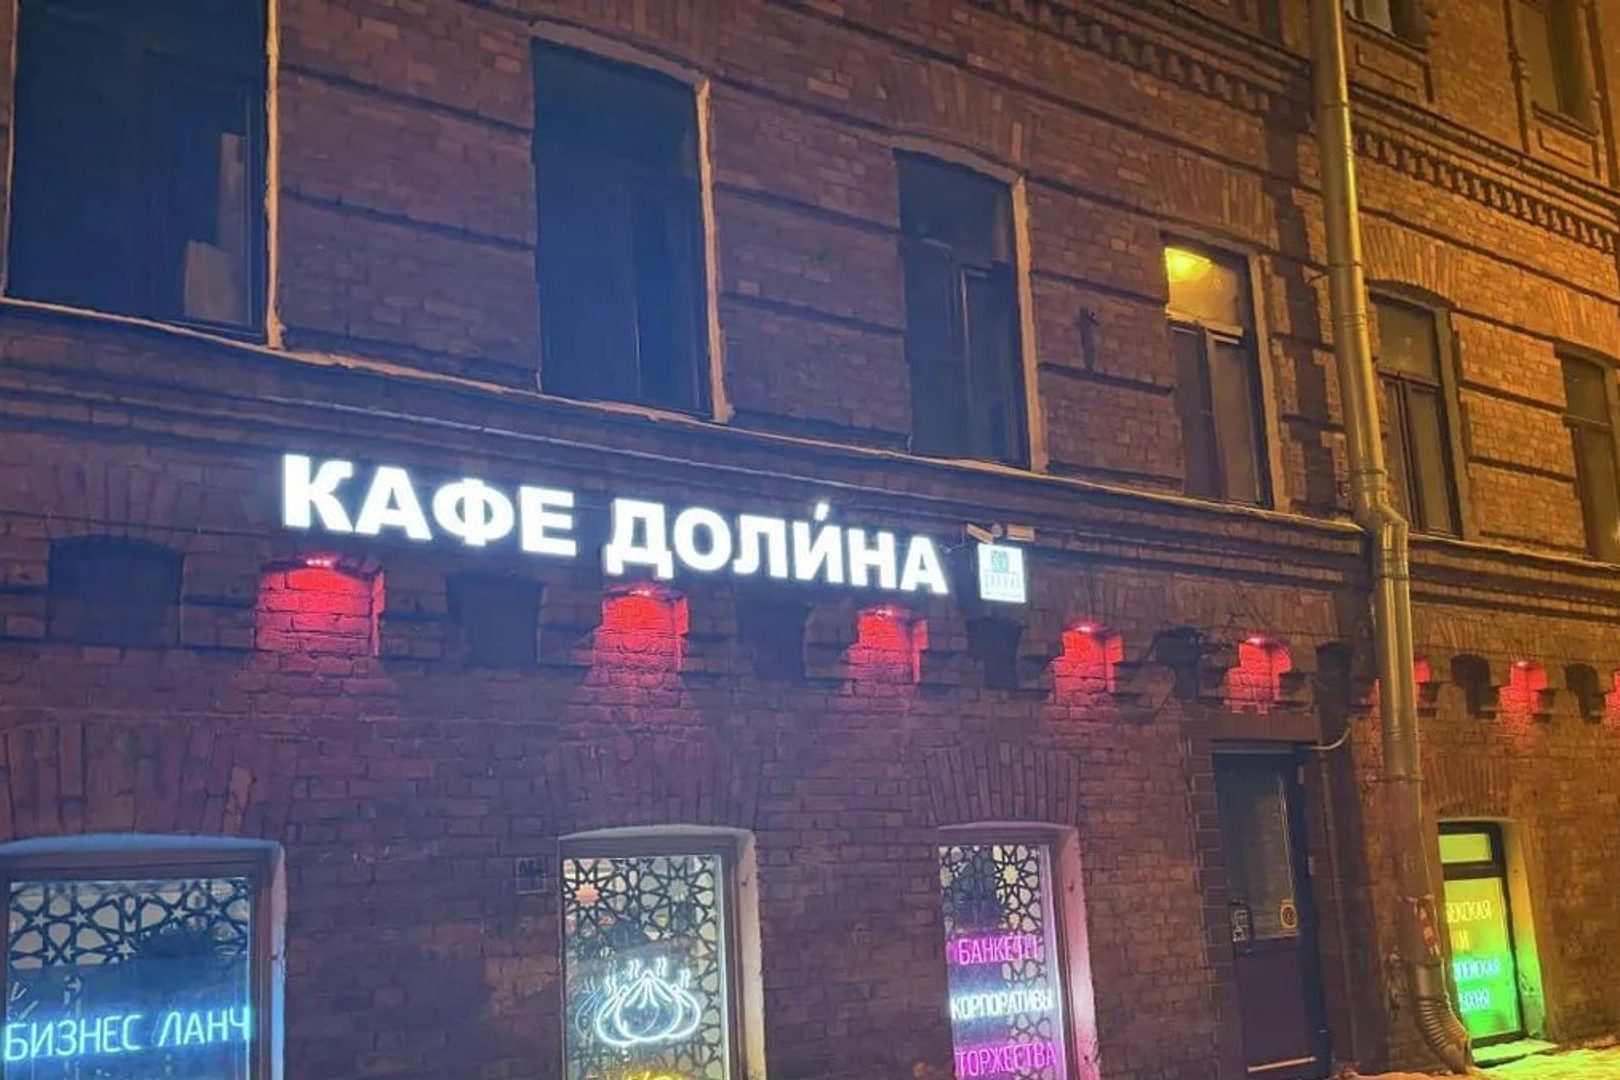 КАФЕ ДОЛИ́НА
БИЗНЕС ЛАНЧ
БАНКЕТЫ
КОРПОРАТИВЫ
ТОРЖЕСТВА